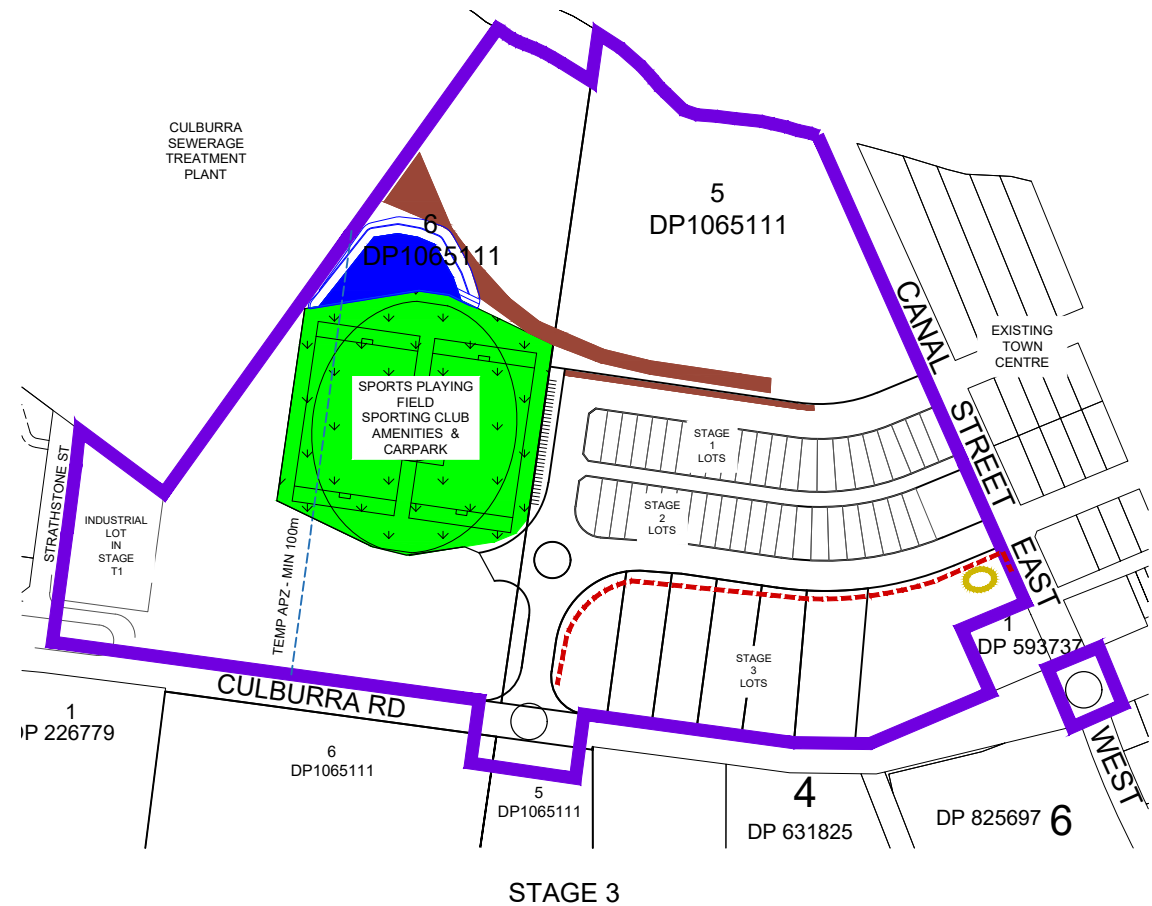 CULBURRA
SEWERAGE
TREATMENT
PLANT
5
DP1065111
6
DP1065111
CANAL STREET EAST
EXISTING
TOWN
CENTRE
SPORTS PLAYING
FIELD
SPORTING CLUB
AMENITIES &
CARPARK
STAGE
1
LOTS
STAGE
2
LOTS
STRATHSTONE ST
INDUSTRIAL
LOT
IN
STAGE
T1
TEMP APZ - MIN 100m
1
DP 593737
STAGE
3
LOTS
CULBURRA RD
1
DP 226779
6
DP1065111
5
DP1065111
4
DP 631825
DP 825697 6
WEST
STAGE 3